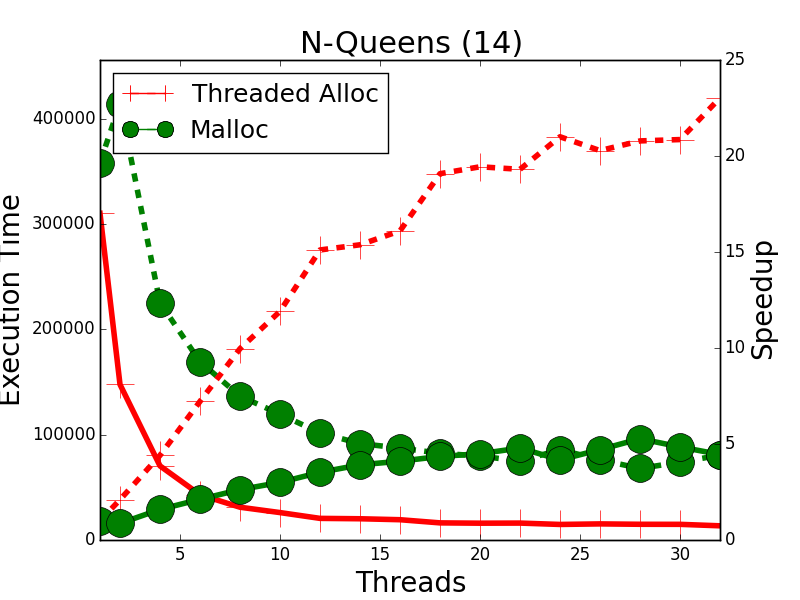 N-Queens (14)
Threaded Alloc
Malloc
Execution Time
400000
300000
200000
100000
0
25
20
15
10
5
0
Speedup
5
10
15
20
25
30
Threads